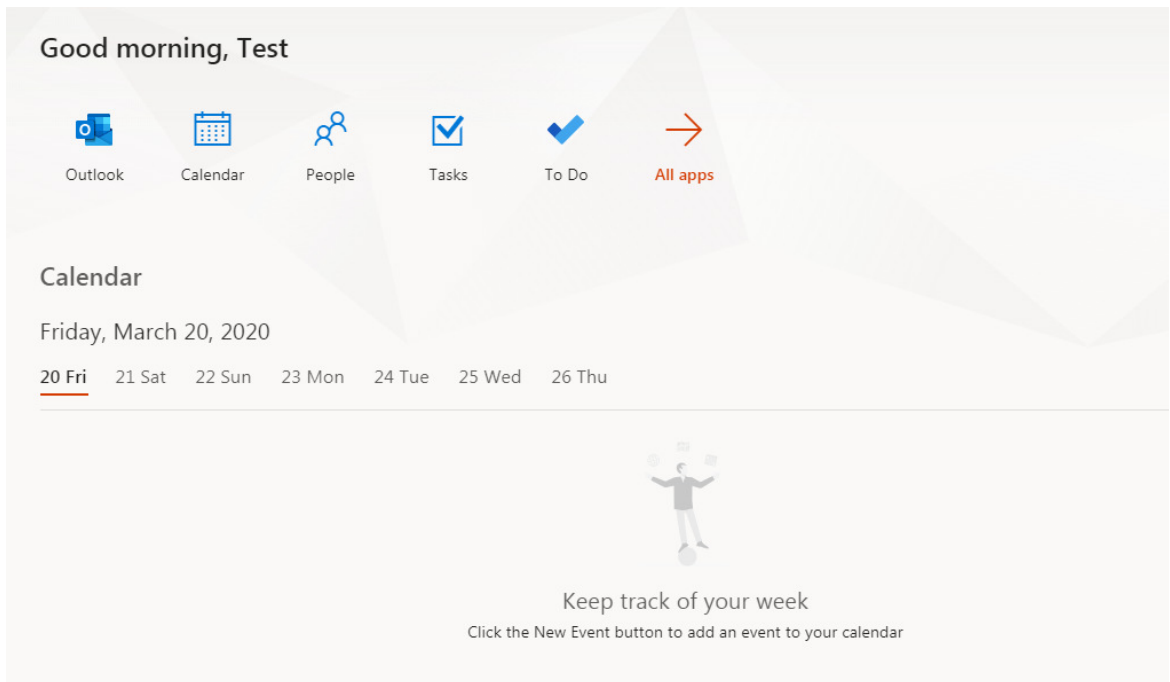 Good morning, Test
Outlook Calendar People Tasks To Do All apps
Calendar
Friday, March 20, 2020
20 Fri 21 Sat 22 Sun 23 Mon 24 Tue 25 Wed 26 Thu
Keep track of your week
Click the New Event button to add an event to your calendar